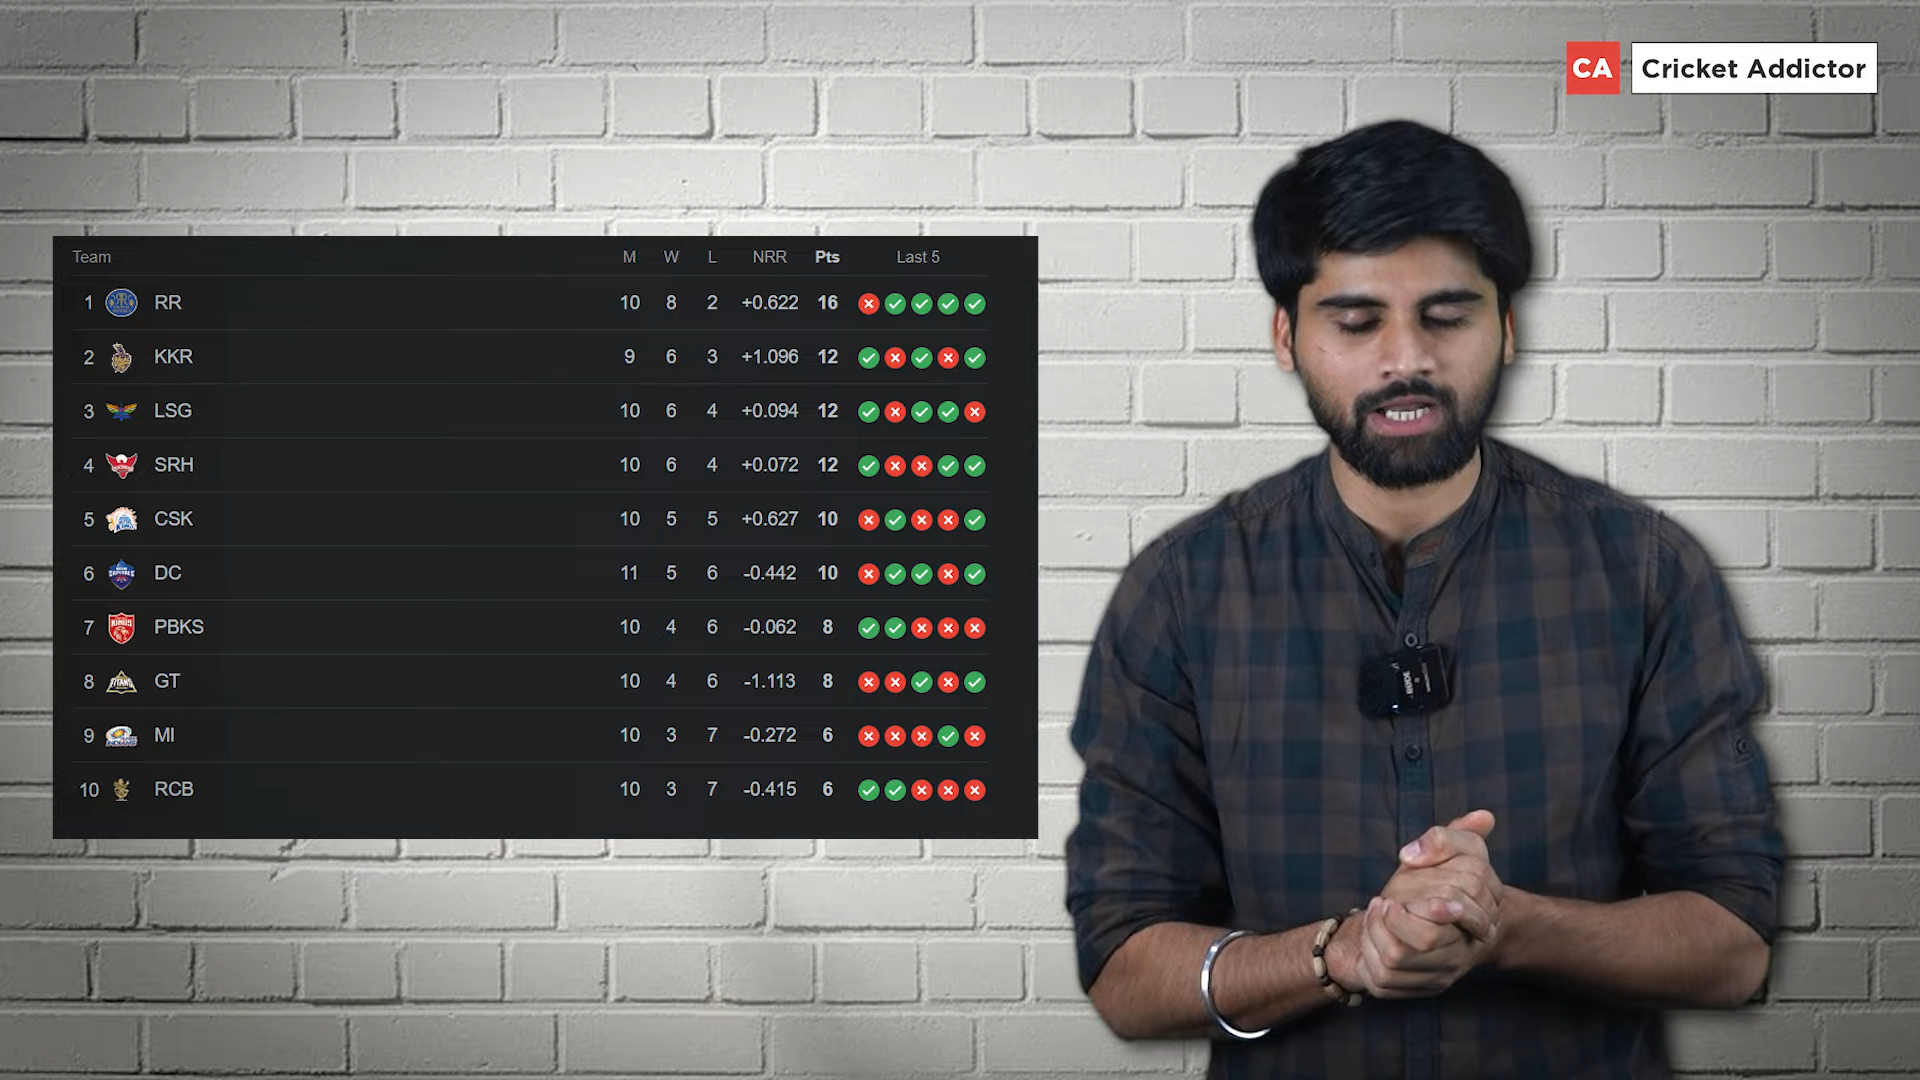 CA Cricket Addictor
Team M W L NRR Pts Last 5
1 RR 10 8 2 +0.622 16
2 KKR 9 6 3 +1.096 12
3 LSG 10 6 4 +0.094 12
4 SRH 10 6 4 +0.072 12
5 CSK 10 5 5 +0.627 10
6 DC 11 5 6 -0.442 10
7 PBKS 10 4 6 -0.062 8
8 GT 10 4 6 -1.113 8
9 MI 10 3 7 -0.272 6
10 RCB 10 3 7 -0.415 6